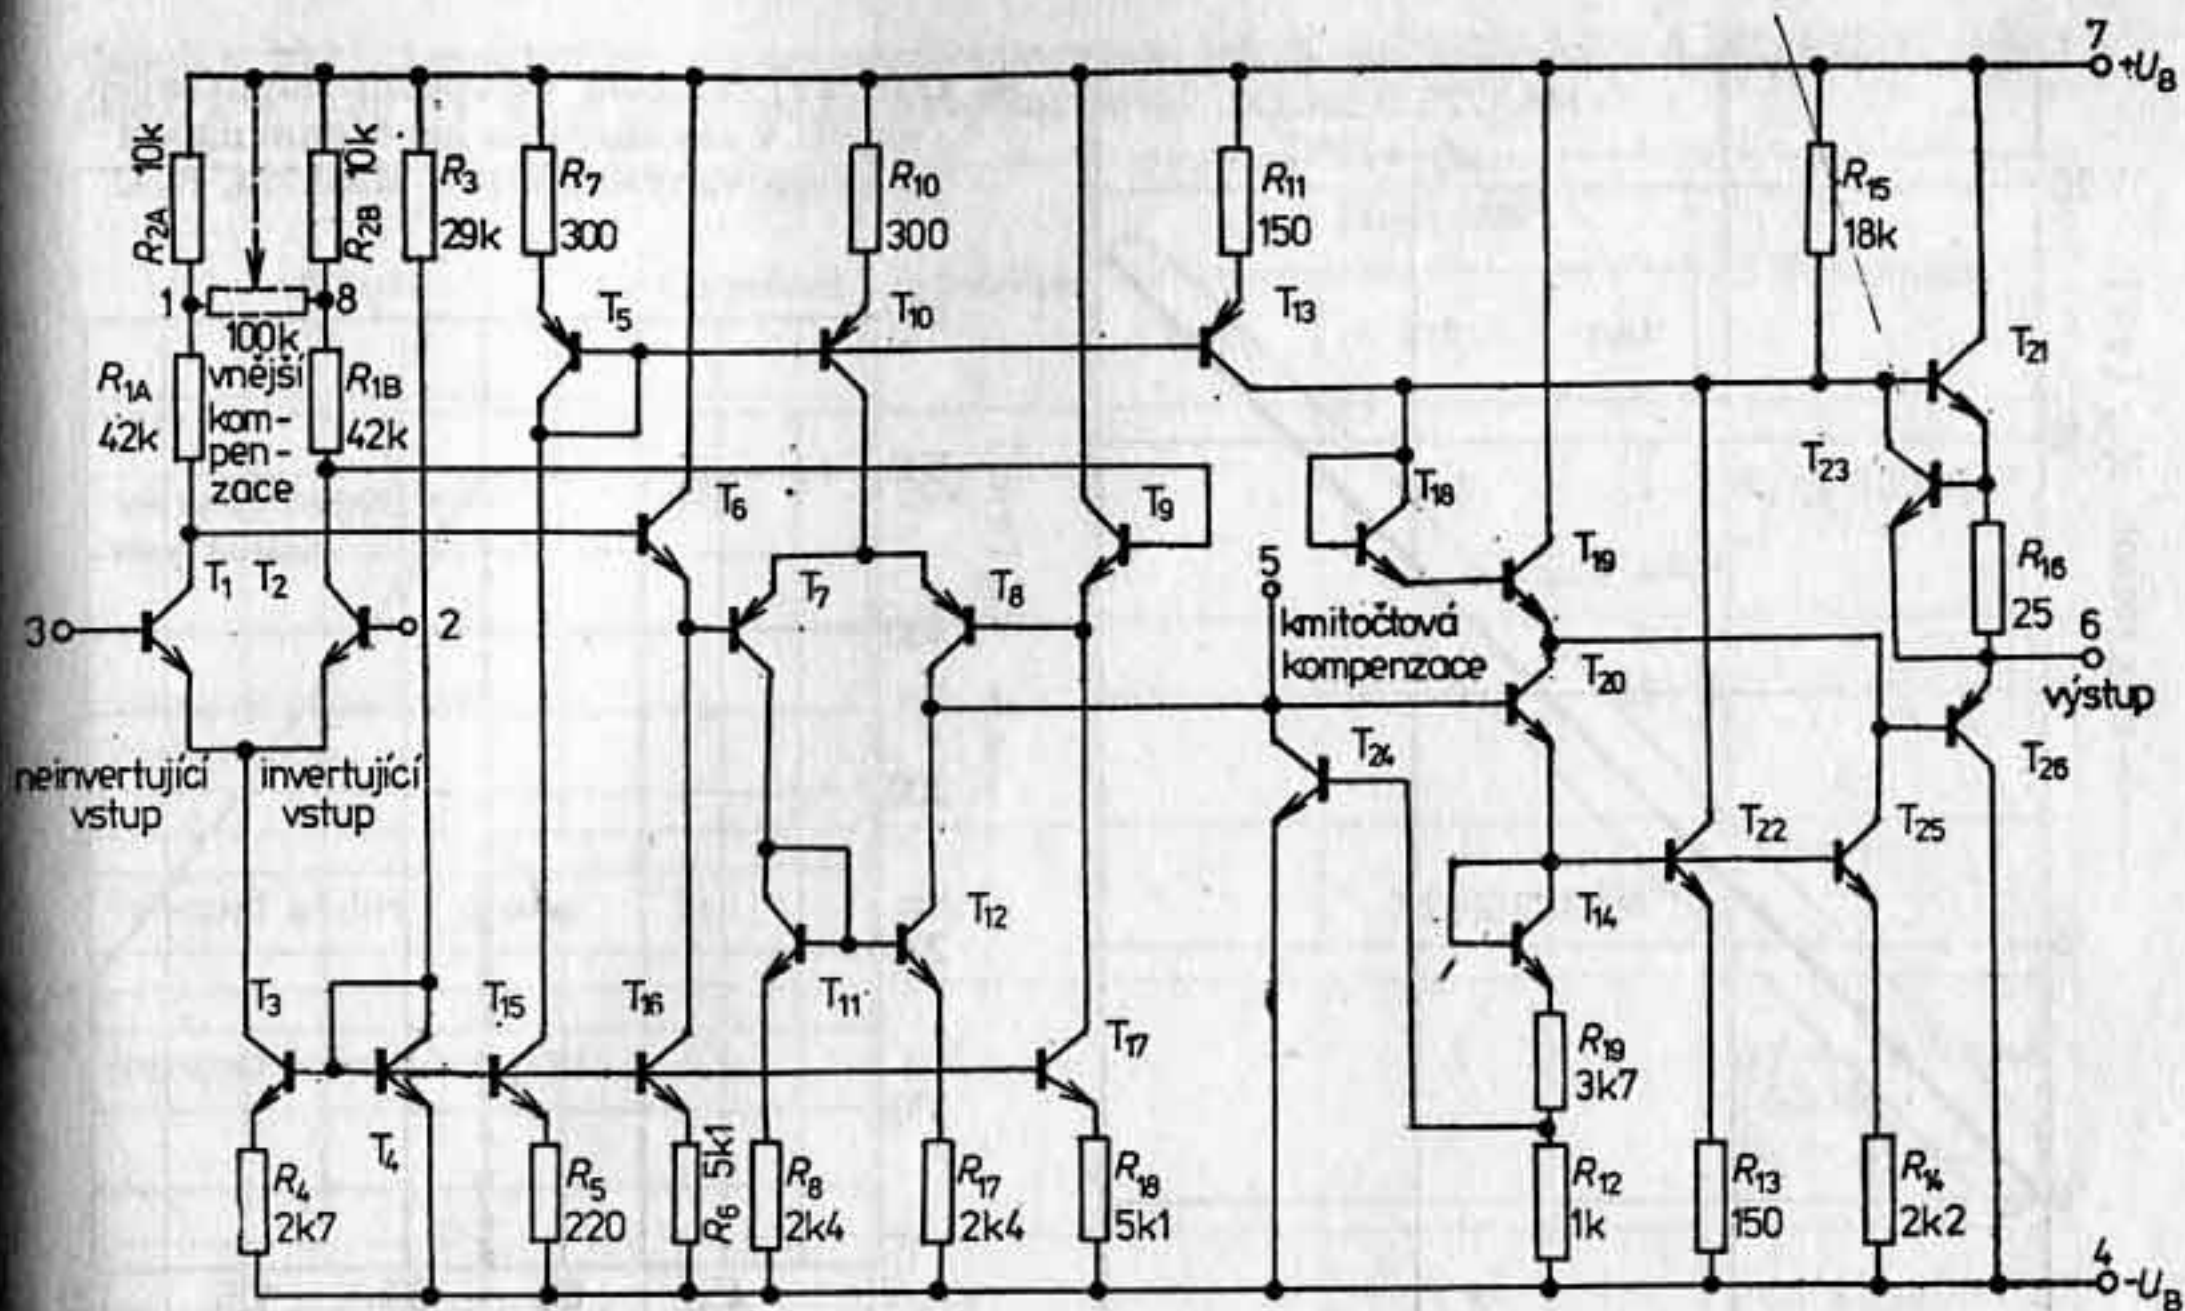 7
+U_B
R_2A 10k
10k R_2B
R_3
29k
R_7
300
R_10
300
R_11
150
R_15
18k
1
8
100k
vnější
kom-
pen-
zace
R_1A
42k
R_1B
42k
T_5
T_10
T_13
T_21
T_6
T_9
T_18
T_23
T_19
R_16
25
6
výstup
3
T_1
T_2
2
T_7
T_8
5
kmitočtová
kompenzace
T_20
T_24
T_26
neinvertující
vstup
invertující
vstup
T_22
T_25
T_12
T_14
T_3
T_15
T_16
T_11
T_17
T_4
R_19
3k7
R_4
2k7
R_5
220
R_6 5k1
R_8
2k4
R_17
2k4
R_18
5k1
R_12
1k
R_13
150
R_14
2k2
4
-U_B